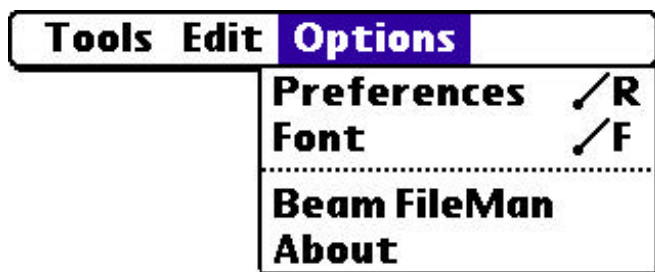 Tools Edit Options
Preferences /R
Font /F
Beam FileMan
About